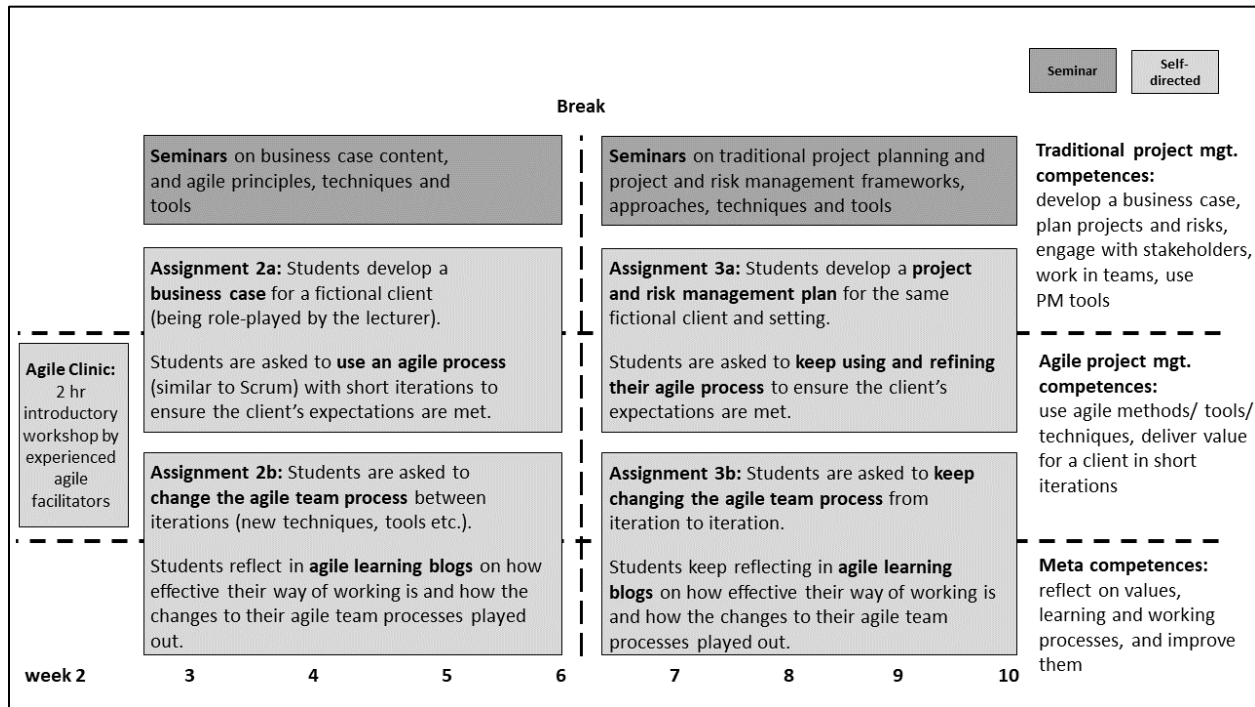 Seminar
Self-
directed
Break
Seminars on business case content,
and agile principles, techniques and
tools
Seminars on traditional project planning and
project and risk management frameworks,
approaches, techniques and tools
Traditional project mgt.
competences:
develop a business case,
plan projects and risks,
engage with stakeholders,
work in teams, use
PM tools
Assignment 2a: Students develop a
business case for a fictional client
(being role-played by the lecturer).
Students are asked to use an agile process
(similar to Scrum) with short iterations to
ensure the client's expectations are met.
Assignment 3a: Students develop a project
and risk management plan for the same
fictional client and setting.
Students are asked to keep using and refining
their agile process to ensure the client's
expectations are met.
Agile Clinic:
2 hr
introductory
workshop by
experienced
agile
facilitators
Agile project mgt.
competences:
use agile methods/ tools/
techniques, deliver value
for a client in short
iterations
Assignment 2b: Students are asked to
change the agile team process between
iterations (new techniques, tools etc.).
Students reflect in agile learning blogs on how
effective their way of working is and how the
changes to their agile team processes played
out.
Assignment 3b: Students are asked to keep
changing the agile team process from
iteration to iteration.
Students keep reflecting in agile learning
blogs on how effective their way of working is
and how the changes to their agile team
processes played out.
Meta competences:
reflect on values,
learning and working
processes, and improve
them
week 2 3 4 5 6 7 8 9 10